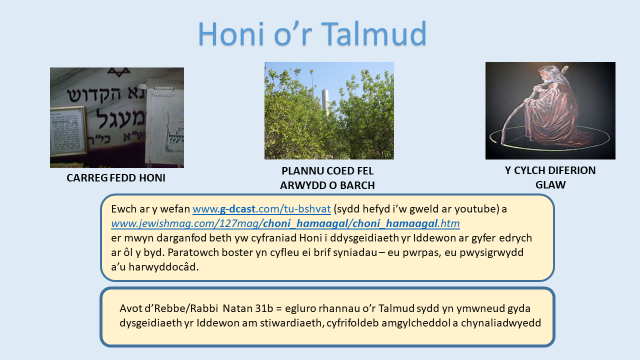 Honi o'r Talmud
נא הקדוש
מעגל
CARREG FEDD HONI
PLANNU COED FEL
ARWYDD O BARCH
Y CYLCH DIFERION
GLAW
Ewch ar y wefan www.g-dcast.com/tu-bshvat (sydd hefyd i'w gweld ar youtube) a
www.jewishmag.com/127mag/choni_hamaagal/choni_hamaagal.htm
er mwyn darganfod beth yw cyfraniad Honi i ddysgeidiaeth yr Iddewon ar gyfer edrych
ar ôl y byd. Paratowch boster yn cyfleu ei brif syniadau – eu pwrpas, eu pwysigrwydd
a'u harwyddocâd.
Avot d'Rebbe/Rabbi Natan 31b = egluro rhannau o'r Talmud sydd yn ymwneud gyda
dysgeidiaeth yr Iddewon am stiwardiaeth, cyfrifoldeb amgylcheddol a chynaliadwyedd